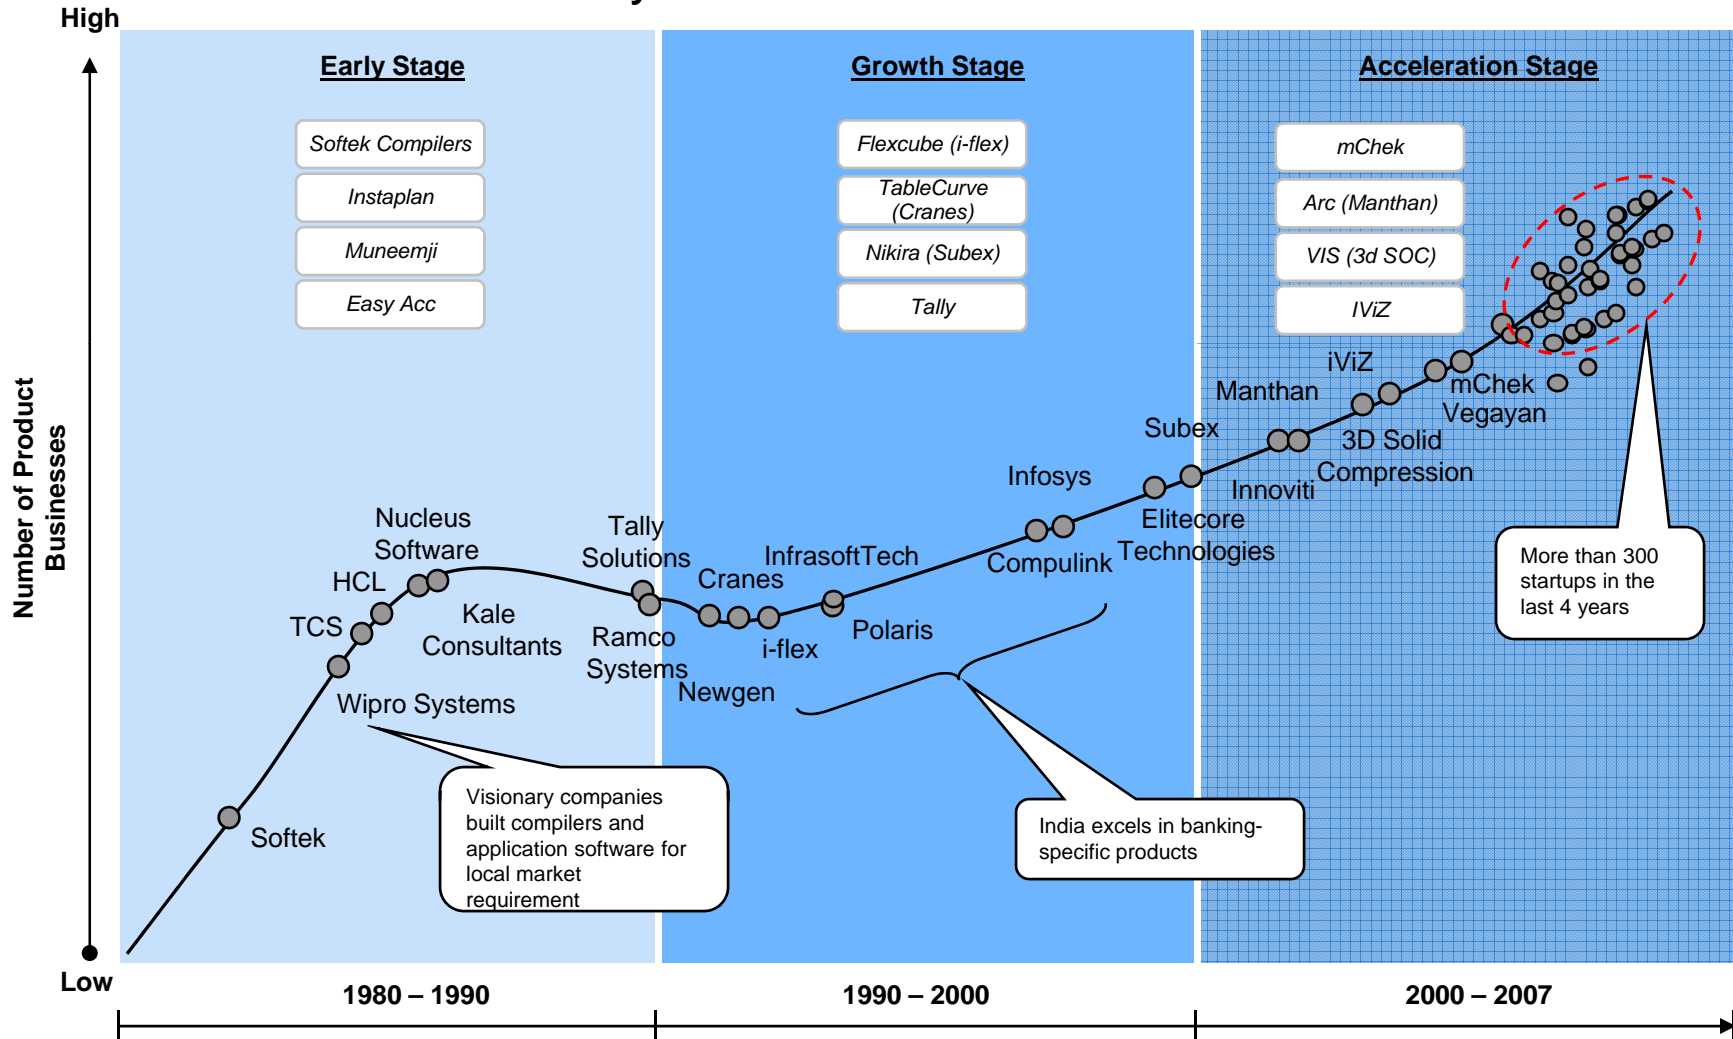 High
Early Stage
Growth Stage
Acceleration Stage
Softek Compilers
Instaplan
Muneemji
Easy Acc
Flexcube (i-flex)
TableCurve
(Cranes)
Nikira (Subex)
Tally
mChek
Arc (Manthan)
VIS (3d SOC)
IViZ
Number of Product
Businesses
Softek
Wipro Systems
TCS
HCL
Nucleus
Software
Kale
Consultants
Tally
Solutions
Ramco
Systems
Cranes
Newgen
i-flex
InfrasoftTech
Polaris
Infosys
Compulink
Subex
Elitecore
Technologies
Manthan
Innoviti
iViZ
3D Solid
Compression
mChek
Vegayan
Visionary companies
built compilers and
application software for
local market
requirement
India excels in banking-
specific products
More than 300
startups in the
last 4 years
Low
1980 – 1990
1990 – 2000
2000 – 2007